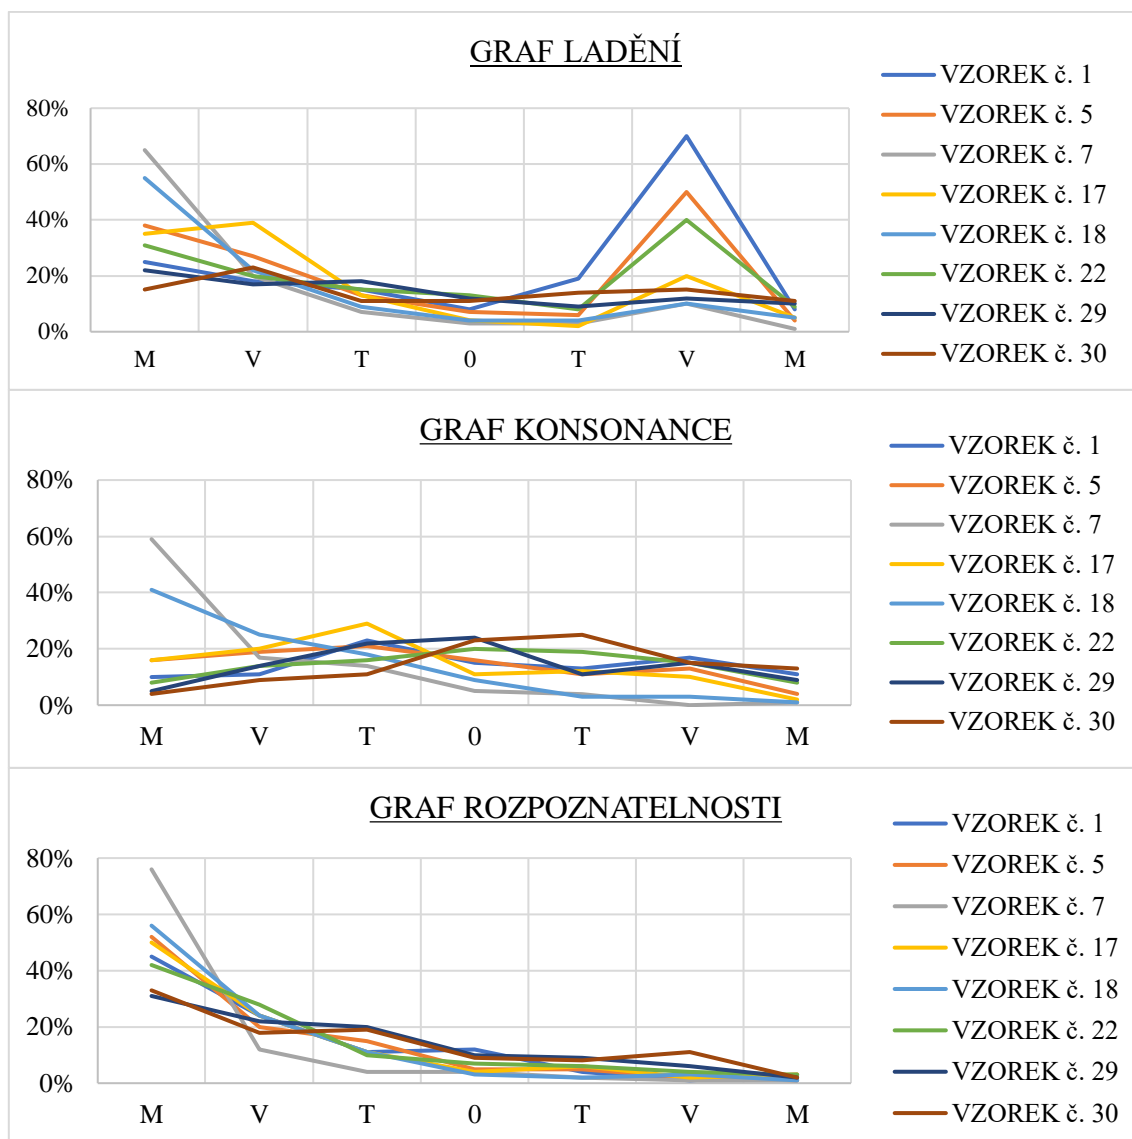 GRAF LADĚNÍ
80%
60%
40%
20%
0%
M V T 0 T V M
VZOREK č. 1
VZOREK č. 5
VZOREK č. 7
VZOREK č. 17
VZOREK č. 18
VZOREK č. 22
VZOREK č. 29
VZOREK č. 30
GRAF KONSONANCE
80%
60%
40%
20%
0%
M V T 0 T V M
VZOREK č. 1
VZOREK č. 5
VZOREK č. 7
VZOREK č. 17
VZOREK č. 18
VZOREK č. 22
VZOREK č. 29
VZOREK č. 30
GRAF ROZPOZNATELNOSTI
80%
60%
40%
20%
0%
M V T 0 T V M
VZOREK č. 1
VZOREK č. 5
VZOREK č. 7
VZOREK č. 17
VZOREK č. 18
VZOREK č. 22
VZOREK č. 29
VZOREK č. 30